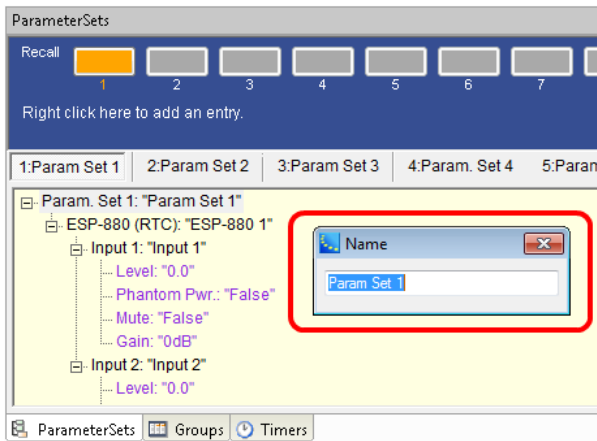 ParameterSets
Recall
1 2 3 4 5 6 7
Right click here to add an entry.
1:Param Set 1 2:Param Set 2 3:Param Set 3 4:Param. Set 4 5:Param
Param. Set 1: "Param Set 1"
ESP-880 (RTC): "ESP-880 1"
Input 1: "Input 1"
Level: "0.0"
Phantom Pwr.: "False"
Mute: "False"
Gain: "0dB"
Input 2: "Input 2"
Level: "0.0"
Name
Param Set 1
ParameterSets Groups Timers